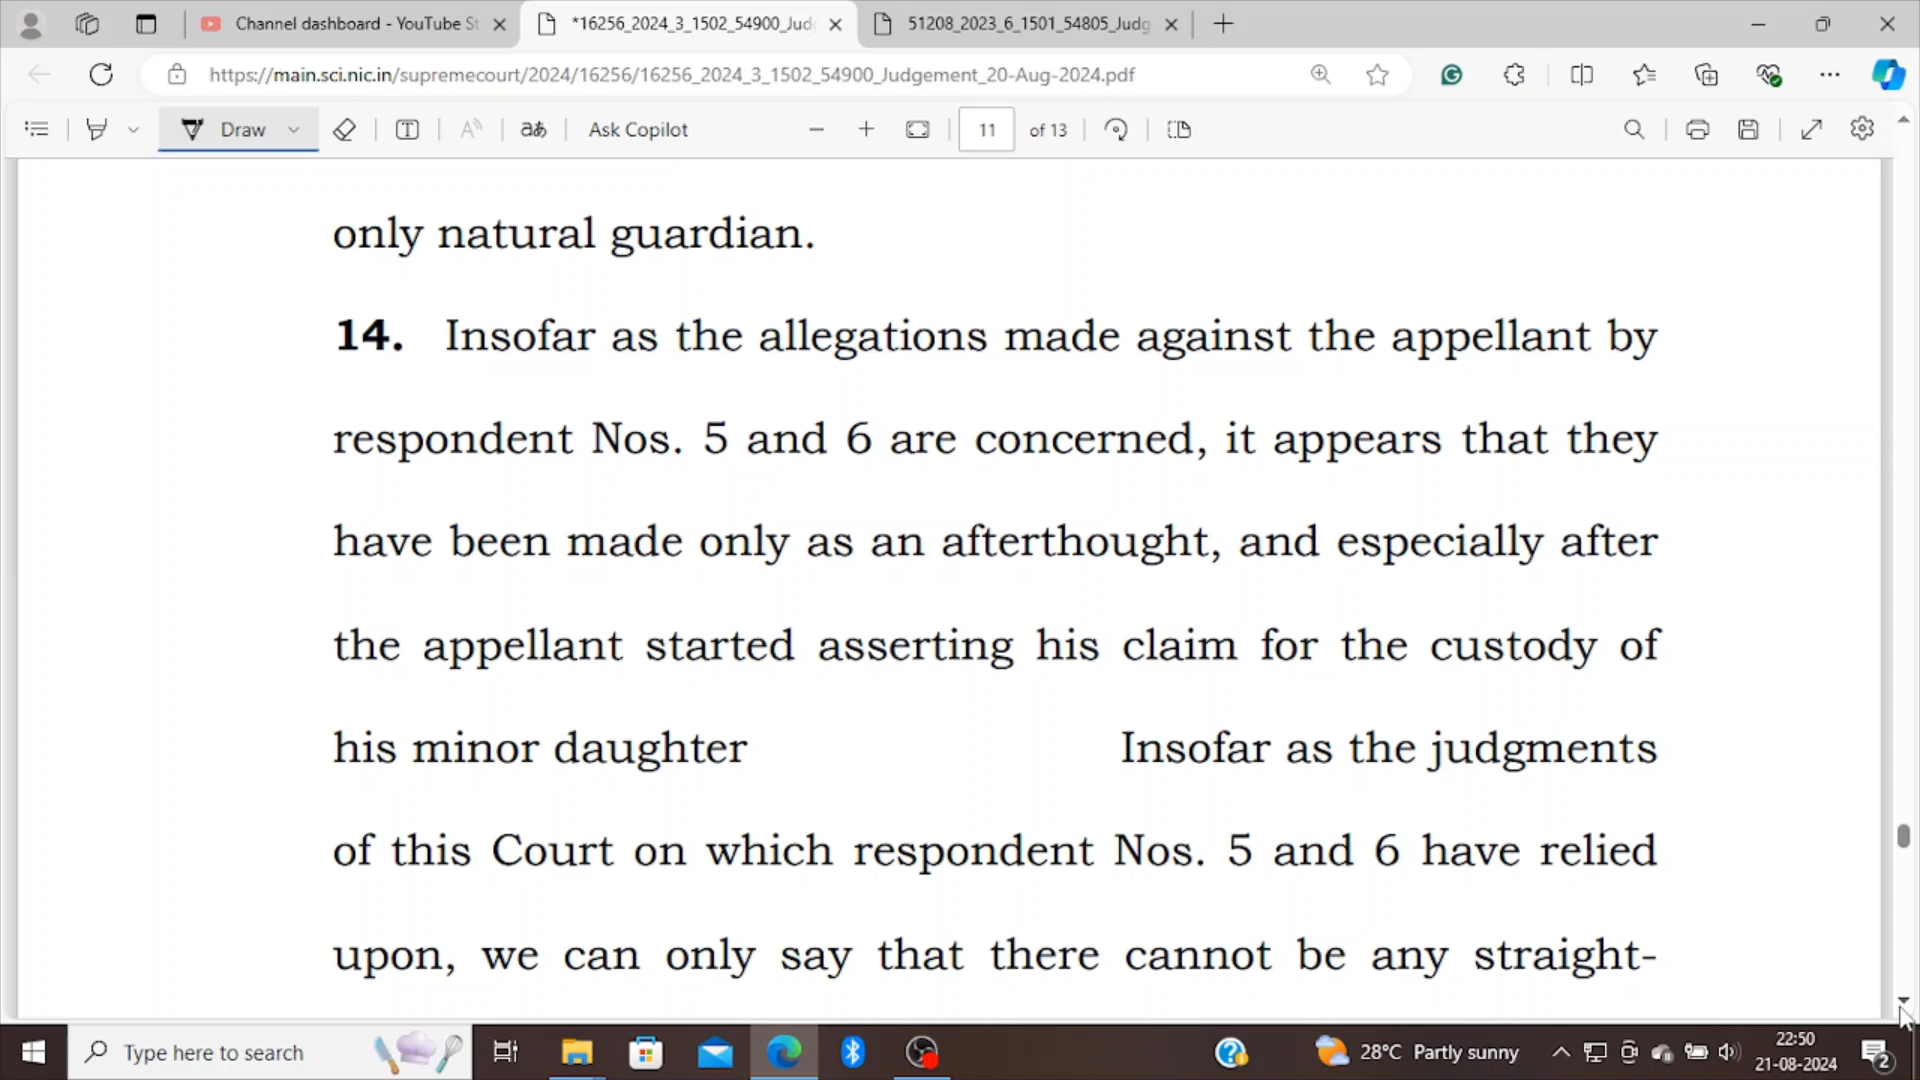 Channel dashboard - YouTube St
*16256_2024_3_1502_54900_Jud
51208_2023_6_1501_54805_Judg
https://main.sci.nic.in/supremecourt/2024/16256/16256_2024_3_1502_54900_Judgement_20-Aug-2024.pdf
Draw
Ask Copilot
11 of 13
only natural guardian.
14. Insofar as the allegations made against the appellant by
respondent Nos. 5 and 6 are concerned, it appears that they
have been made only as an afterthought, and especially after
the appellant started asserting his claim for the custody of
his minor daughter Insofar as the judgments
of this Court on which respondent Nos. 5 and 6 have relied
upon, we can only say that there cannot be any straight-
Type here to search
28°C Partly sunny
22:50
21-08-2024
2